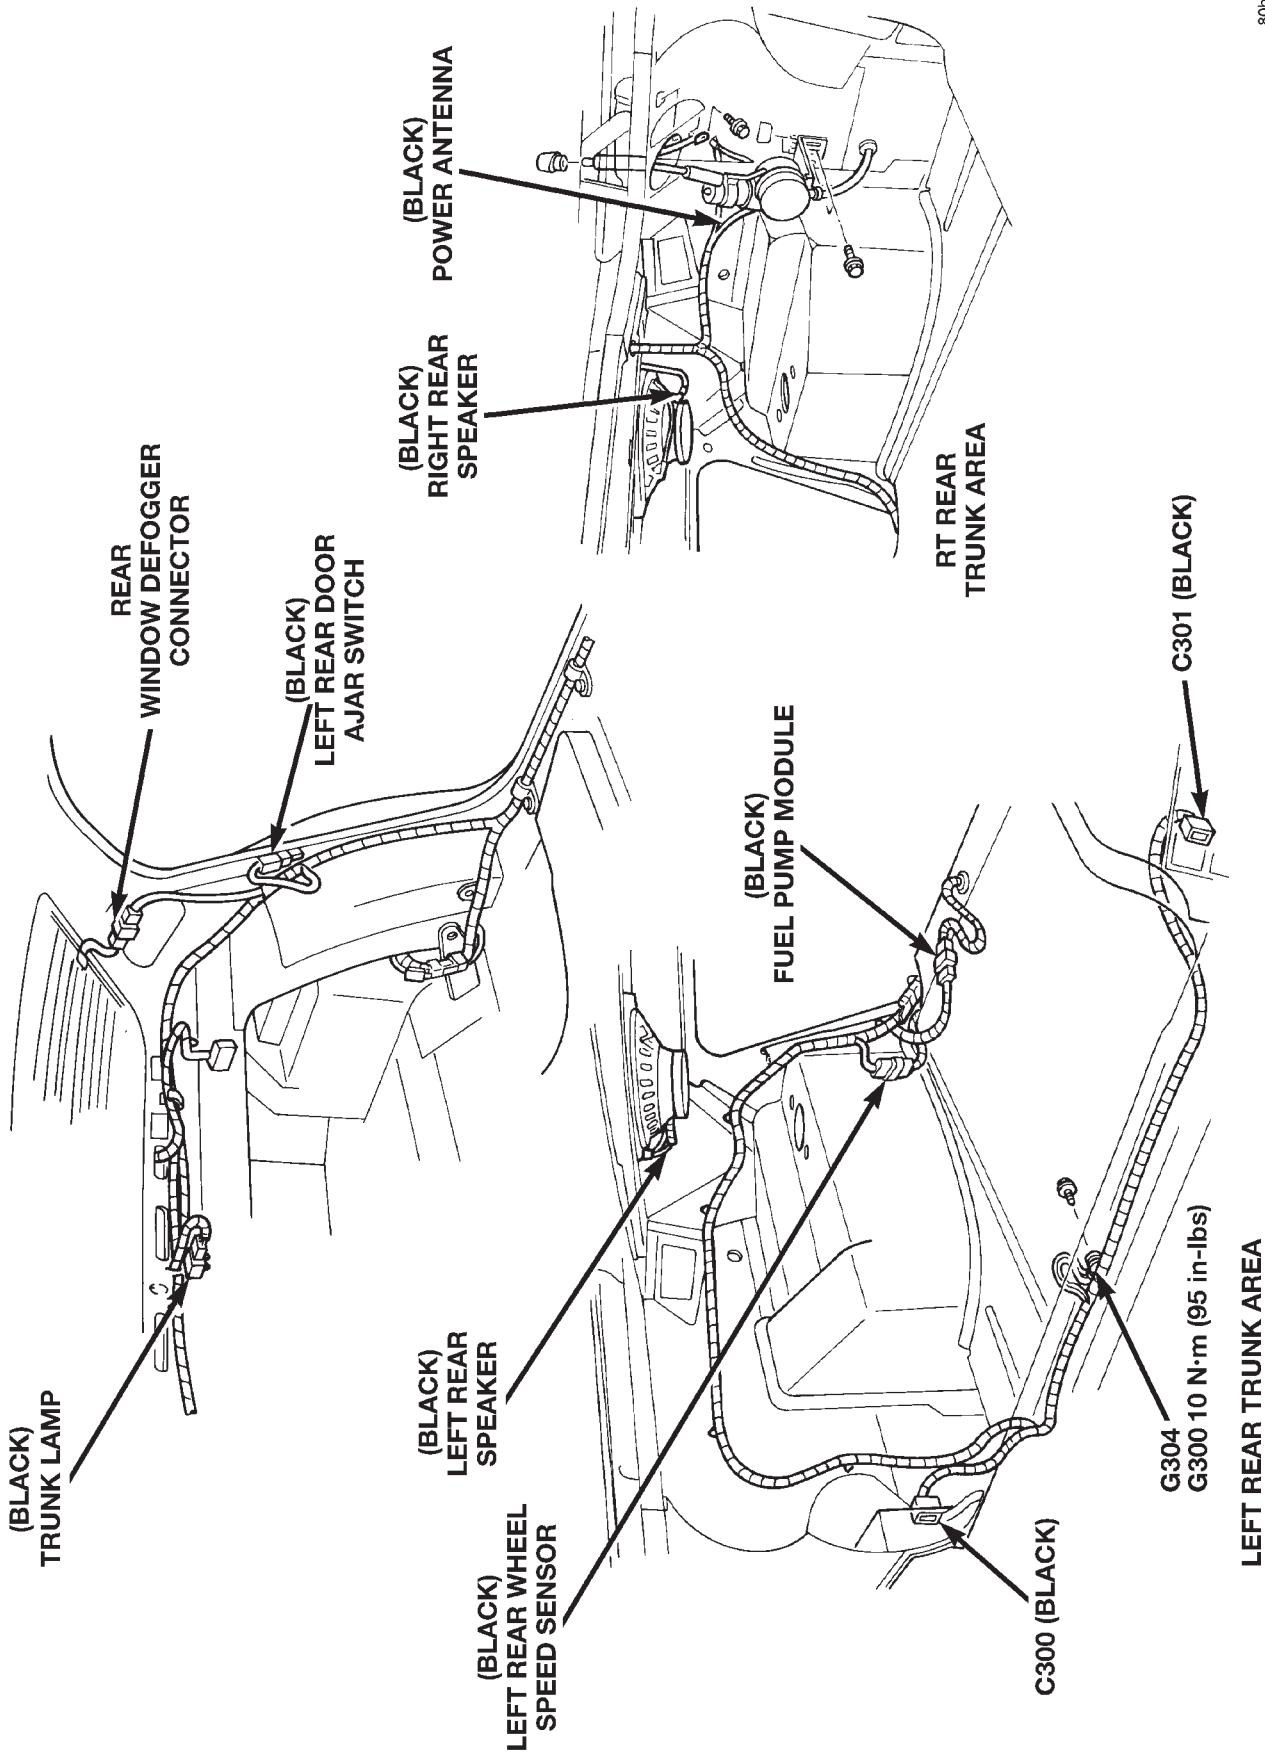 (BLACK)
TRUNK LAMP
REAR
WINDOW DEFOGGER
CONNECTOR
(BLACK)
LEFT REAR DOOR
AJAR SWITCH
(BLACK)
LEFT REAR WHEEL
SPEED SENSOR
(BLACK)
LEFT REAR
SPEAKER
(BLACK)
RIGHT REAR
SPEAKER
(BLACK)
POWER ANTENNA
(BLACK)
FUEL PUMP MODULE
RT REAR
TRUNK AREA
C300 (BLACK)
G304
G300 10 N·m (95 in-lbs)
C301 (BLACK)
LEFT REAR TRUNK AREA